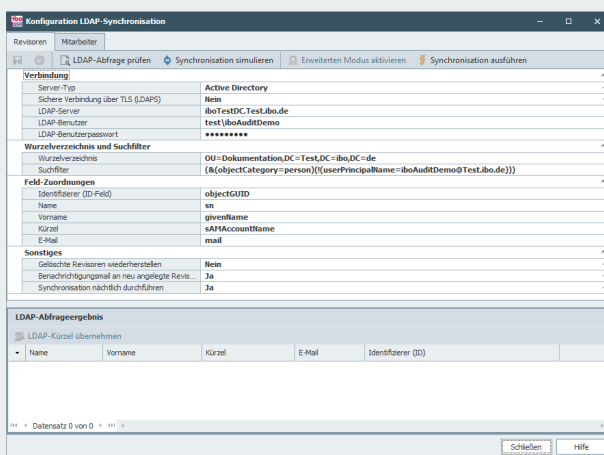 Konfiguration LDAP-Synchronisation
Revisoren Mitarbeiter
LDAP-Abfrage prüfen Synchronisation simulieren Erweiterten Modus aktivieren Synchronisation ausführen
Verbindung
Server-Typ Active Directory
Sichere Verbindung über TLS (LDAPS) Nein
LDAP-Server iboTestDC.Test.ibo.de
LDAP-Benutzer test\iboAuditDemo
LDAP-Benutzerpasswort ●●●●●●●●●
Wurzelverzeichnis und Suchfilter
Wurzelverzeichnis OU=Dokumentation,DC=Test,DC=ibo,DC=de
Suchfilter (&(objectCategory=person)(!(userPrincipalName=iboAuditDemo@Test.ibo.de)))
Feld-Zuordnungen
Identifizierer (ID-Feld) objectGUID
Name sn
Vorname givenName
Kürzel sAMAccountName
E-Mail mail
Sonstiges
Gelöschte Revisoren wiederherstellen Nein
Benachrichtigungsmail an neu angelegte Revis... Ja
Synchronisation nächtlich durchführen Ja
LDAP-Abfrageergebnis
LDAP-Kürzel übernehmen
Name Vorname Kürzel E-Mail Identifizierer (ID)
Datensatz 0 von 0
Schließen Hilfe